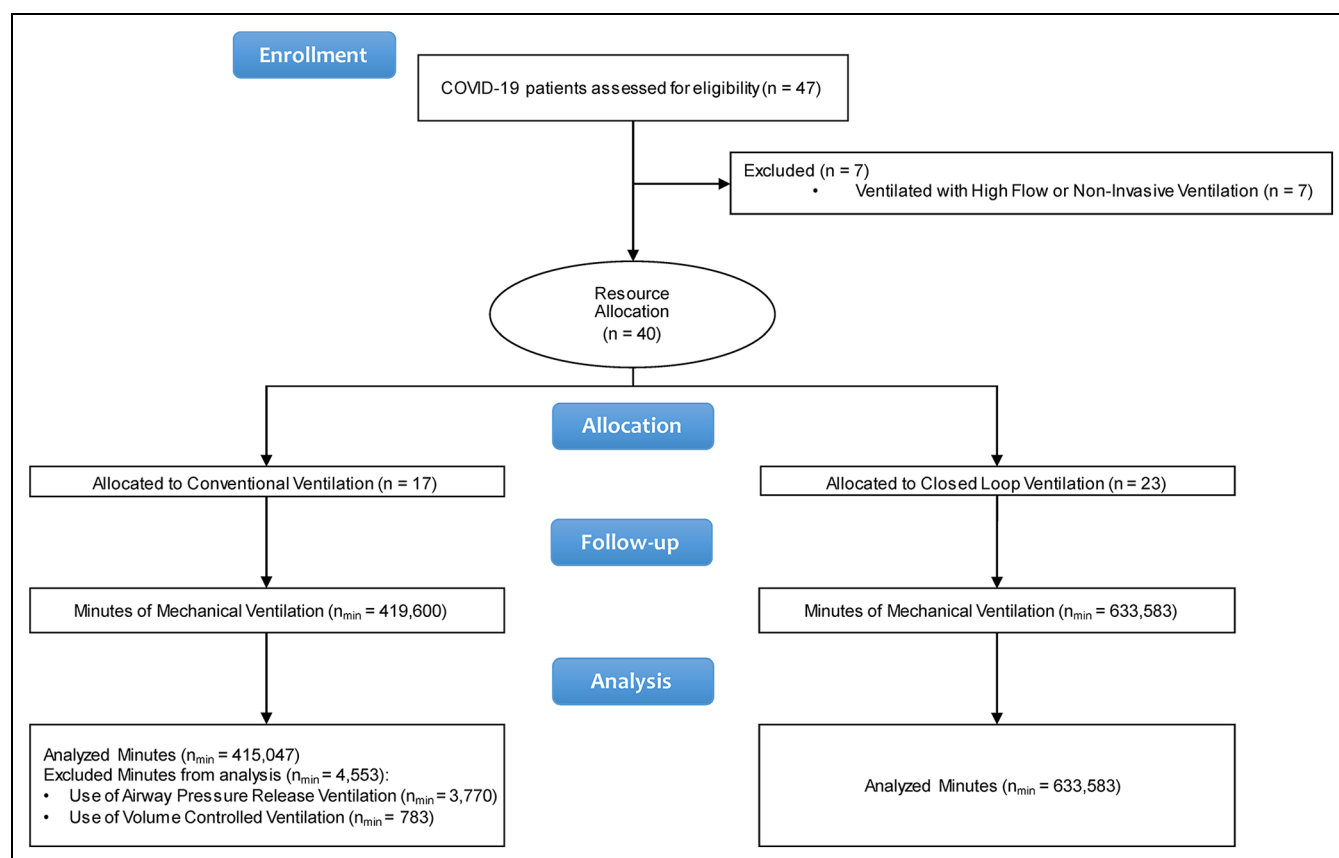 Enrollment
COVID-19 patients assessed for eligibility (n = 47)
Excluded (n = 7)
• Ventilated with High Flow or Non-Invasive Ventilation (n = 7)
Resource
Allocation
(n = 40)
Allocation
Allocated to Conventional Ventilation (n = 17)
Allocated to Closed Loop Ventilation (n = 23)
Follow-up
Minutes of Mechanical Ventilation (nmin = 419,600)
Minutes of Mechanical Ventilation (nmin = 633,583)
Analysis
Analyzed Minutes (nmin = 415,047)
Excluded Minutes from analysis (nmin = 4,553):
• Use of Airway Pressure Release Ventilation (nmin = 3,770)
• Use of Volume Controlled Ventilation (nmin = 783)
Analyzed Minutes (nmin = 633,583)